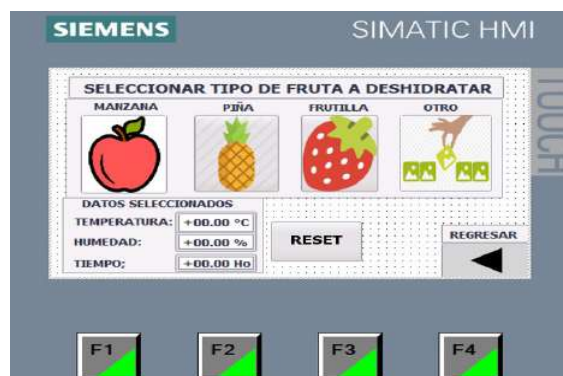 SIEMENS
SIMATIC HMI
TOUCH
SELECCIONAR TIPO DE FRUTA A DESHIDRATAR
MANZANA PIÑA FRUTILLA OTRO
DATOS SELECCIONADOS
TEMPERATURA: +00.00 °C
HUMEDAD: +00.00 %
TIEMPO; +00.00 Ho
RESET
REGRESAR
F1 F2 F3 F4